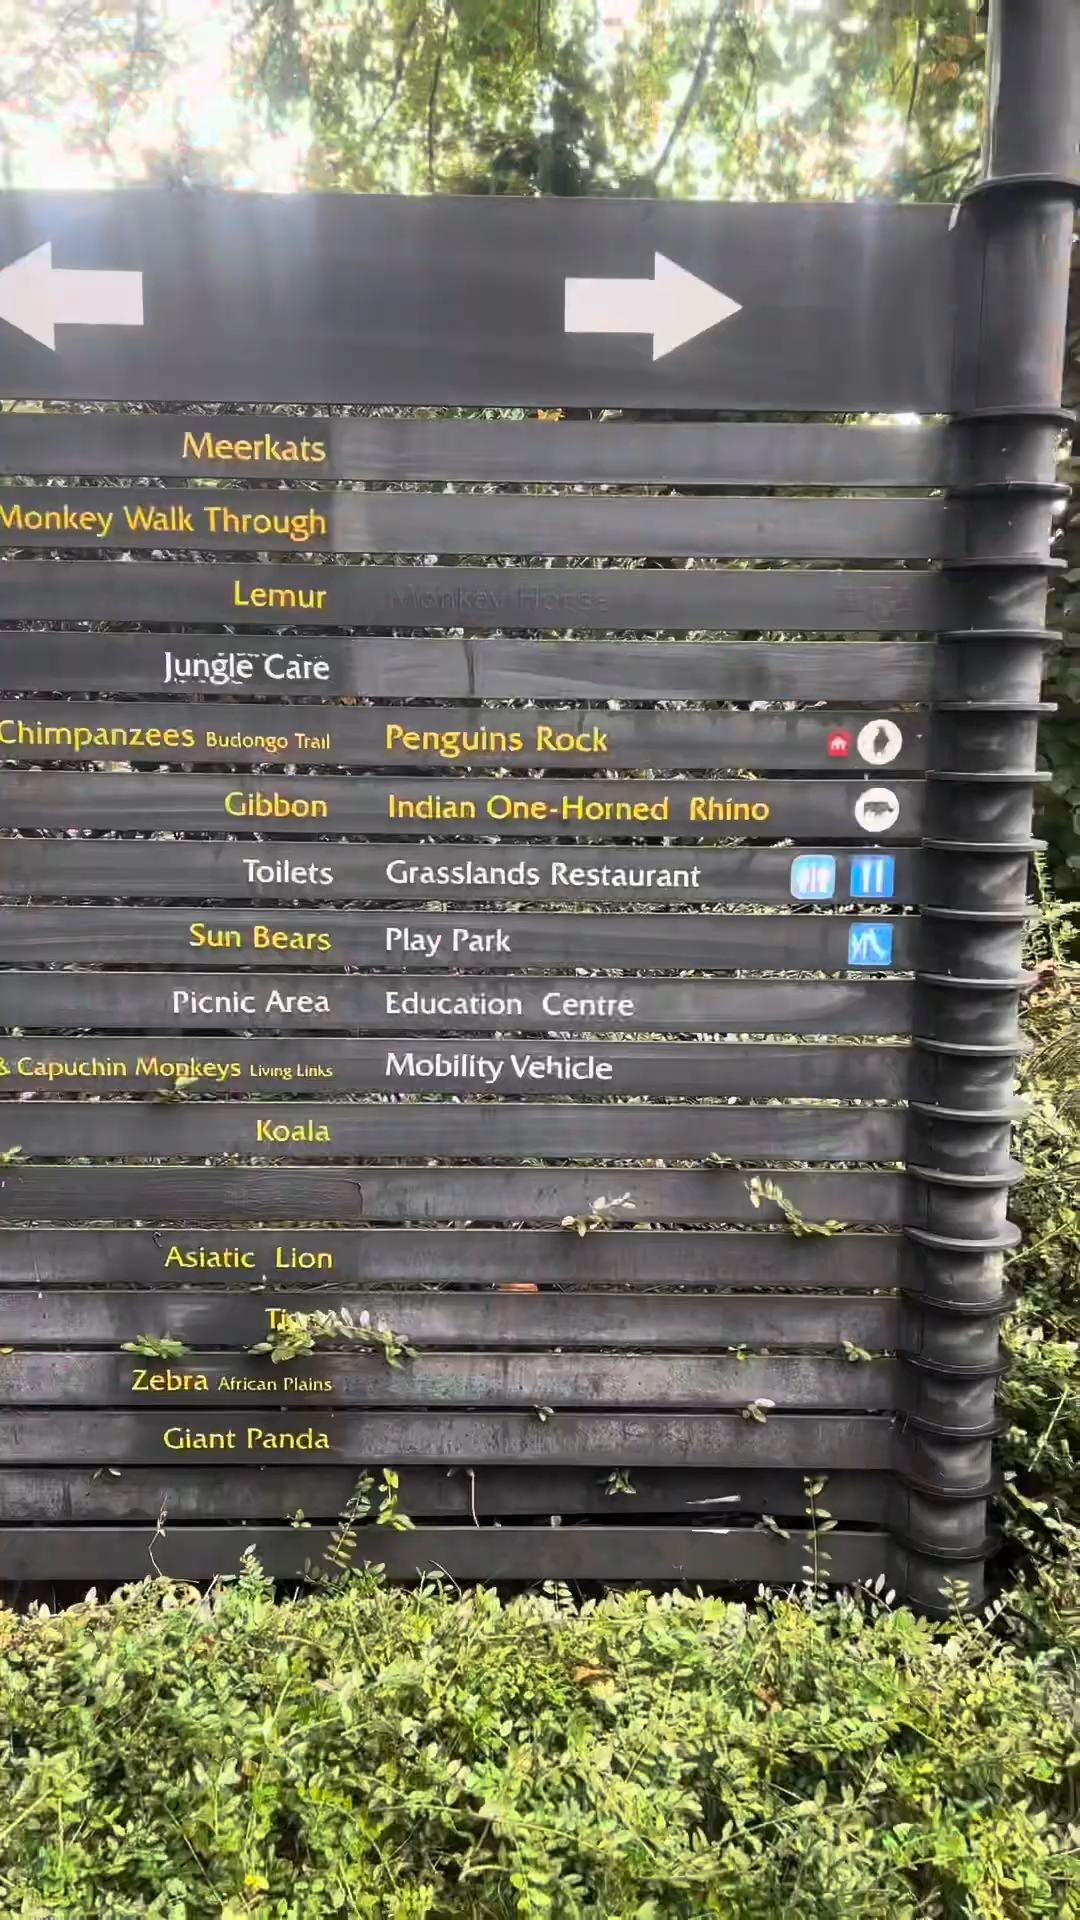 Meerkats
Monkey Walk Through
Lemur Monkey House
Jungle Care
Chimpanzees Budongo Trail Penguins Rock
Gibbon Indian One-Horned Rhino
Toilets Grasslands Restaurant
Sun Bears Play Park
Picnic Area Education Centre
& Capuchin Monkeys Living Links Mobility Vehicle
Koala
Asiatic Lion
Zebra African Plains
Giant Panda